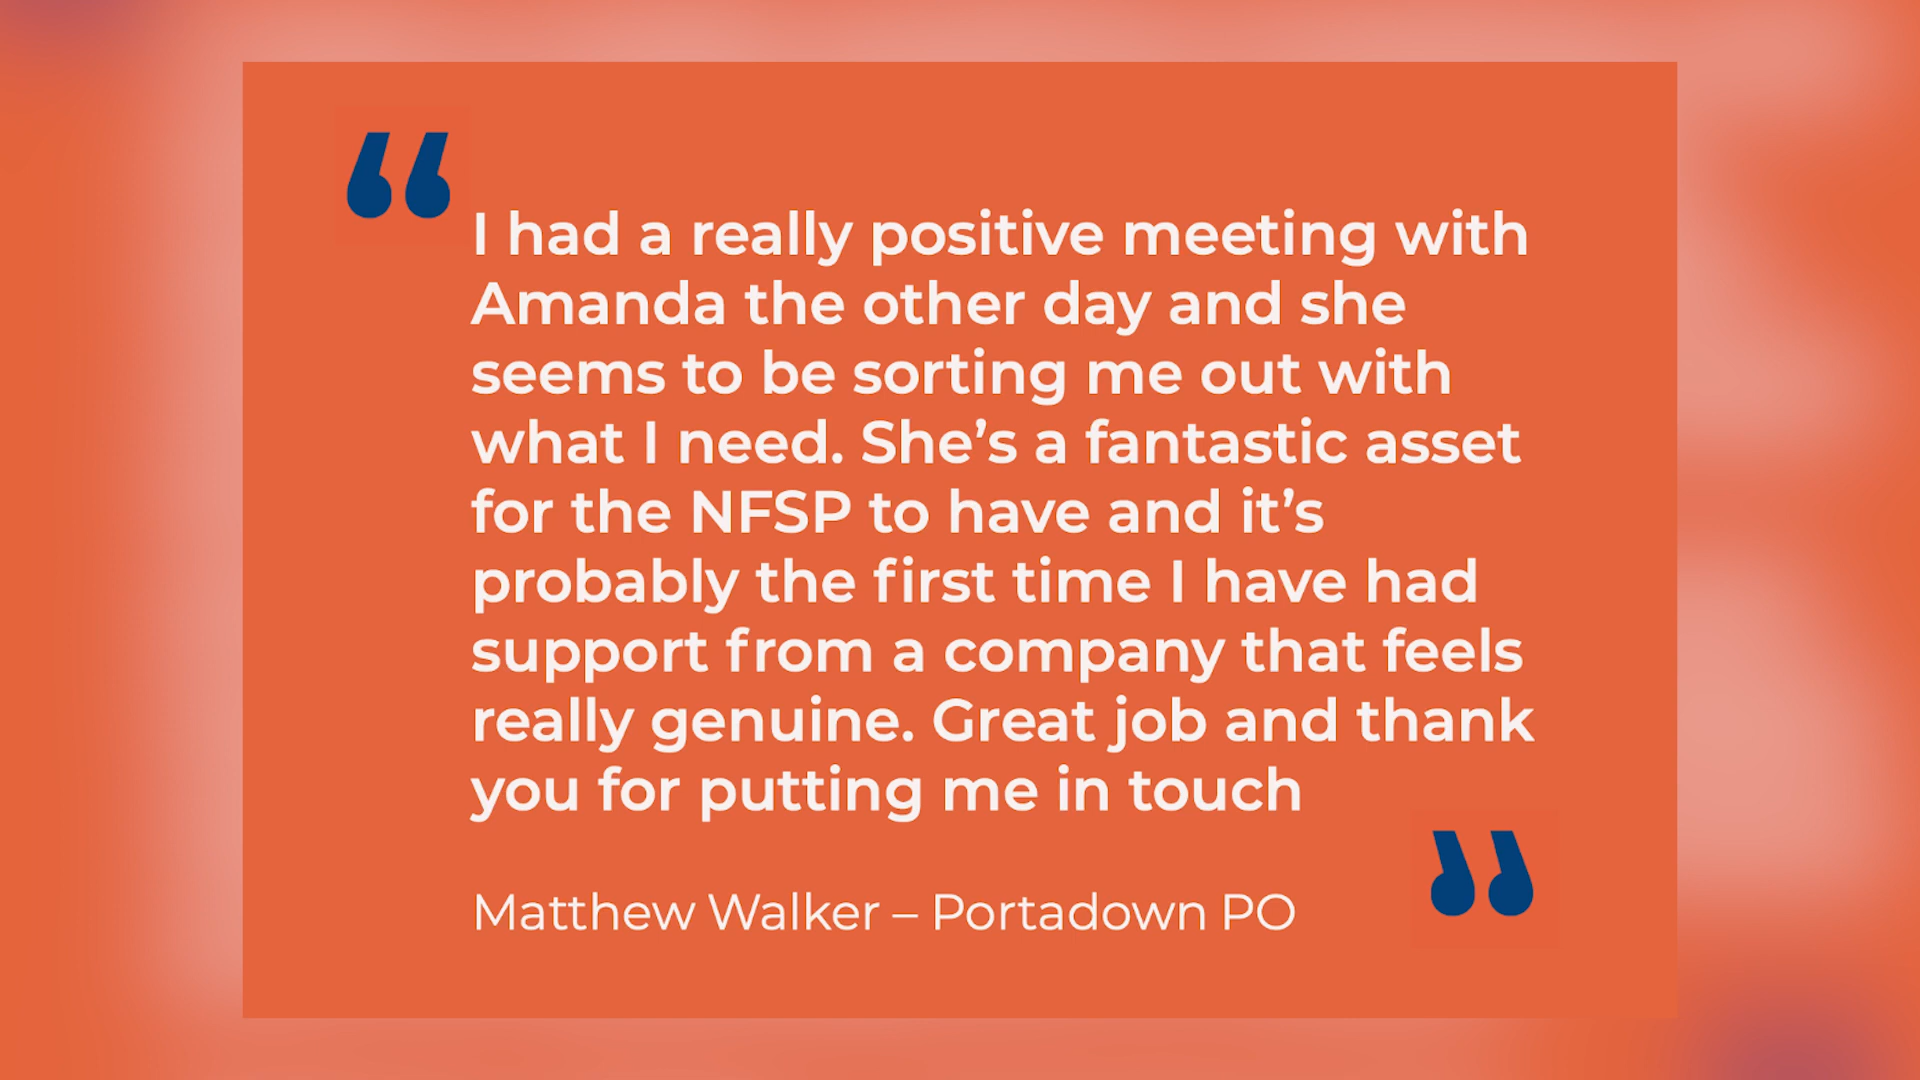 “
I had a really positive meeting with
Amanda the other day and she
seems to be sorting me out with
what I need. She’s a fantastic asset
for the NFSP to have and it’s
probably the first time I have had
support from a company that feels
really genuine. Great job and thank
you for putting me in touch
”
Matthew Walker – Portadown PO